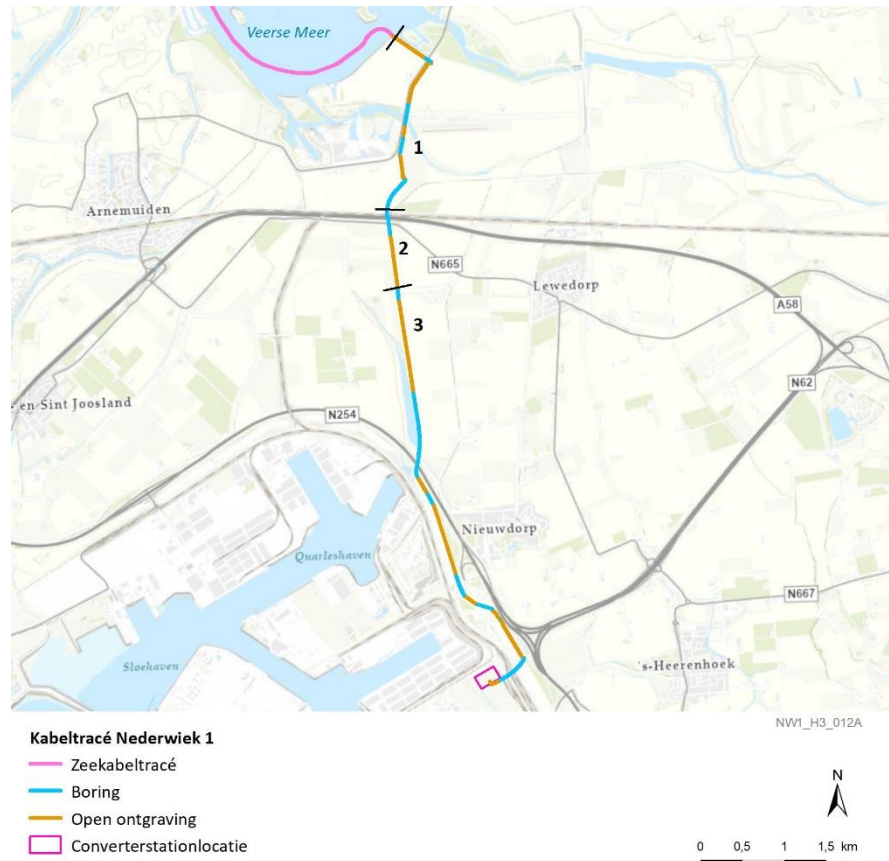 Veerse Meer
1
Arnemuiden
2
N665
Lewedorp
3
A58
N62
en Sint Joosland
N254
Nieuwdorp
Quarleshaven
N667
Sloehaven
's-Heerenhoek
NW1_H3_012A
Kabeltracé Nederwiek 1
Zeekabeltracé
Boring
Open ontgraving
Converterstationlocatie
N
0 0,5 1 1,5 km